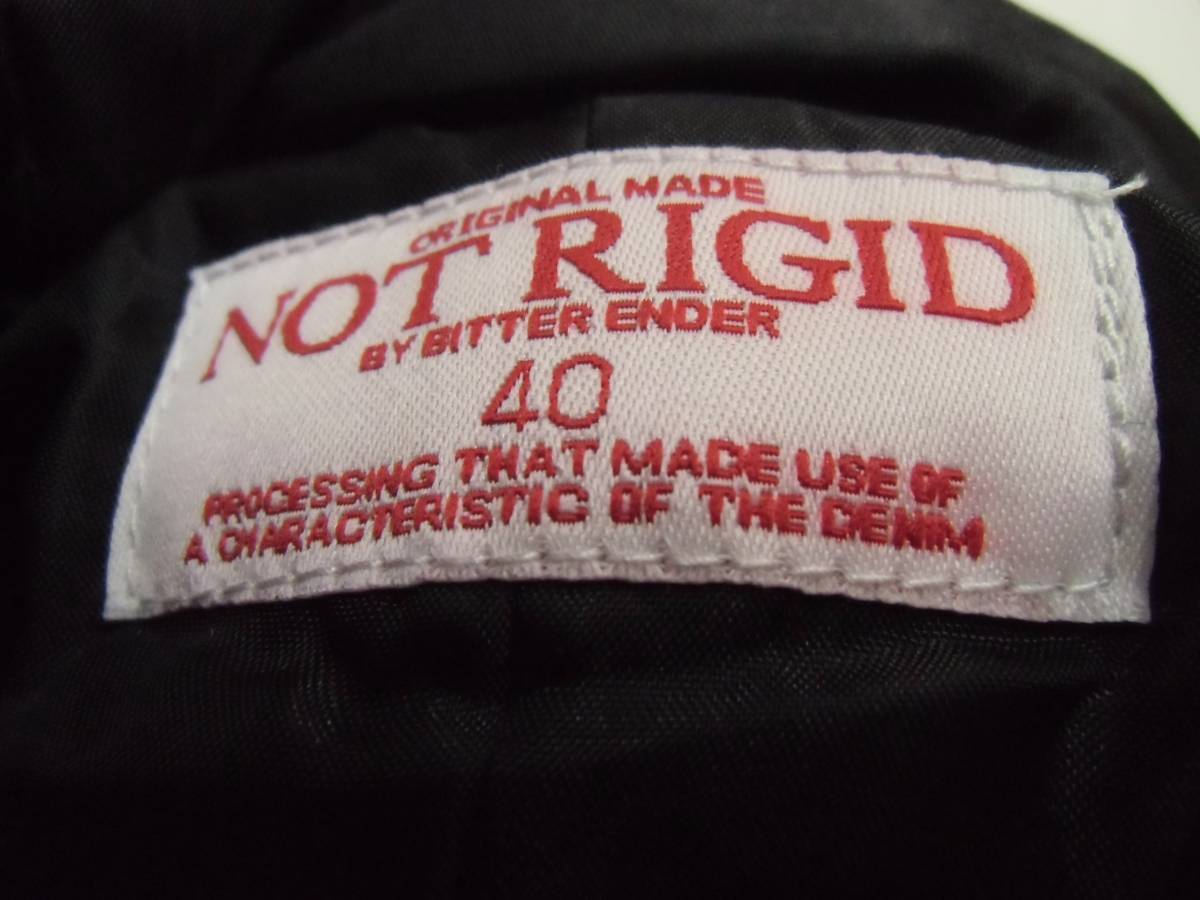 ORIGINAL MADE
NOT RIGID
BY BITTER ENDER
40
PROCESSING THAT MADE USE OF
A CHARACTERISTIC OF THE DENIM